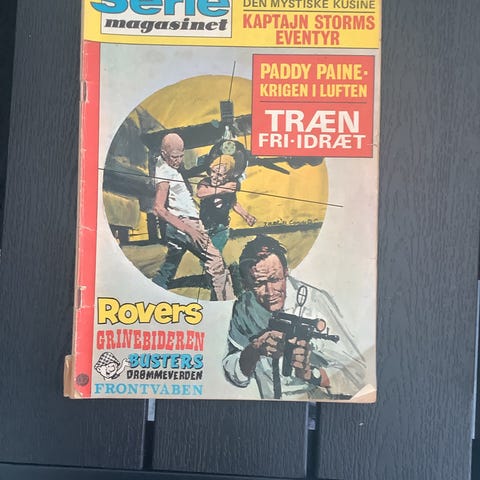 Serie
magasinet
DEN MYSTISKE KUSINE
KAPTAJN STORMS
EVENTYR
PADDY PAINE·
KRIGEN I LUFTEN
TRÆN
FRI·IDRÆT
Rovers
GRINEBIDEREN
BUSTERS
DRØMMEVERDEN
FRONTVABEN